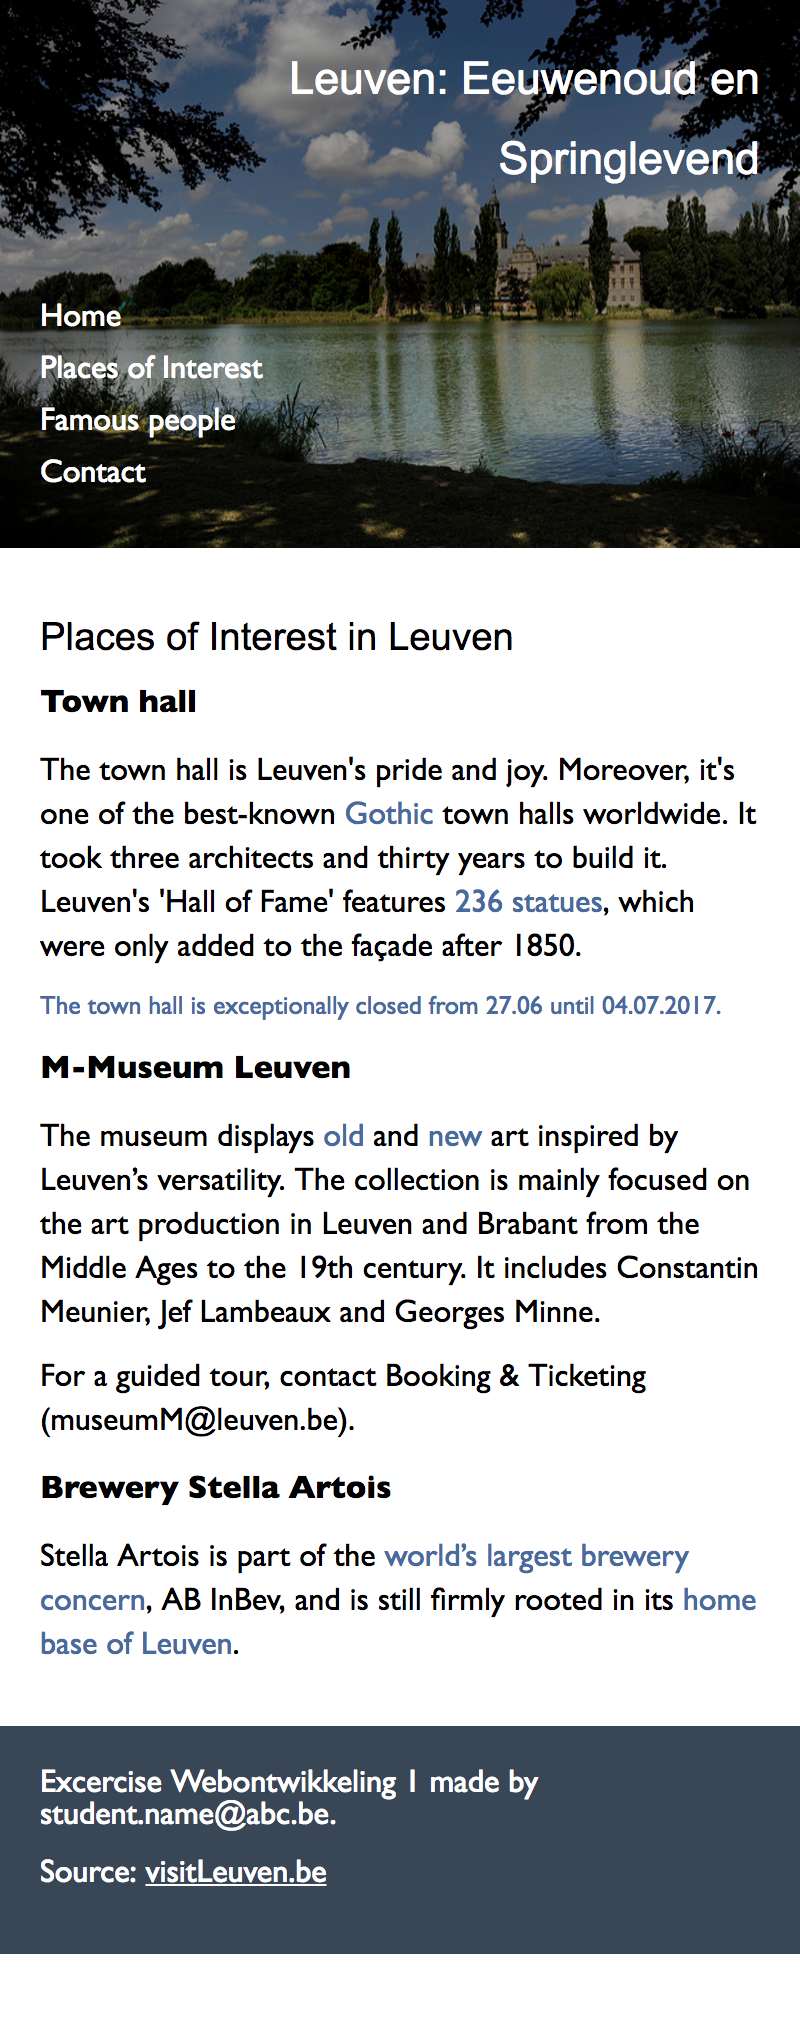 Leuven: Eeuwenoud en
Springlevend
Home
Places of Interest
Famous people
Contact
Places of Interest in Leuven
Town hall
The town hall is Leuven's pride and joy. Moreover, it's
one of the best-known Gothic town halls worldwide. It
took three architects and thirty years to build it.
Leuven's 'Hall of Fame' features 236 statues, which
were only added to the façade after 1850.
The town hall is exceptionally closed from 27.06 until 04.07.2017.
M-Museum Leuven
The museum displays old and new art inspired by
Leuven’s versatility. The collection is mainly focused on
the art production in Leuven and Brabant from the
Middle Ages to the 19th century. It includes Constantin
Meunier, Jef Lambeaux and Georges Minne.
For a guided tour, contact Booking & Ticketing
(museumM@leuven.be).
Brewery Stella Artois
Stella Artois is part of the world’s largest brewery
concern, AB InBev, and is still firmly rooted in its home
base of Leuven.
Excercise Webontwikkeling 1 made by
student.name@abc.be.
Source: visitLeuven.be